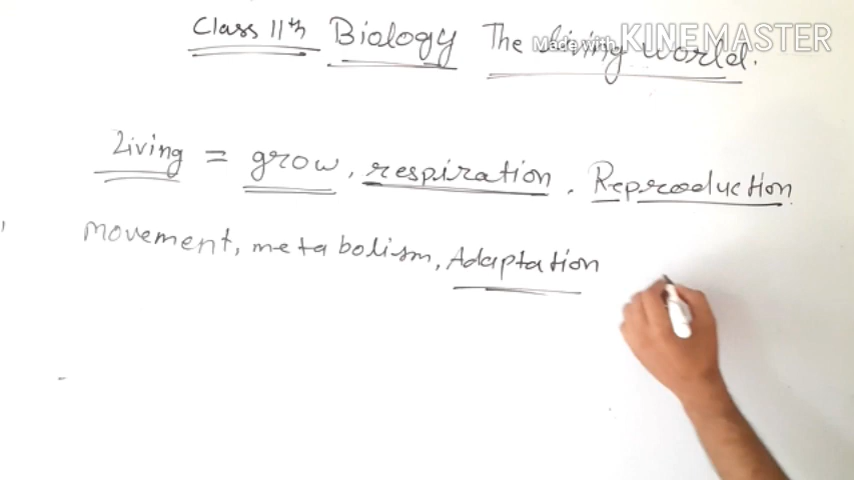 Class 11th Biology The living world.
Made with KINEMASTER
Living = grow, respiration, Reproduction
movement, metabolism, Adaptation